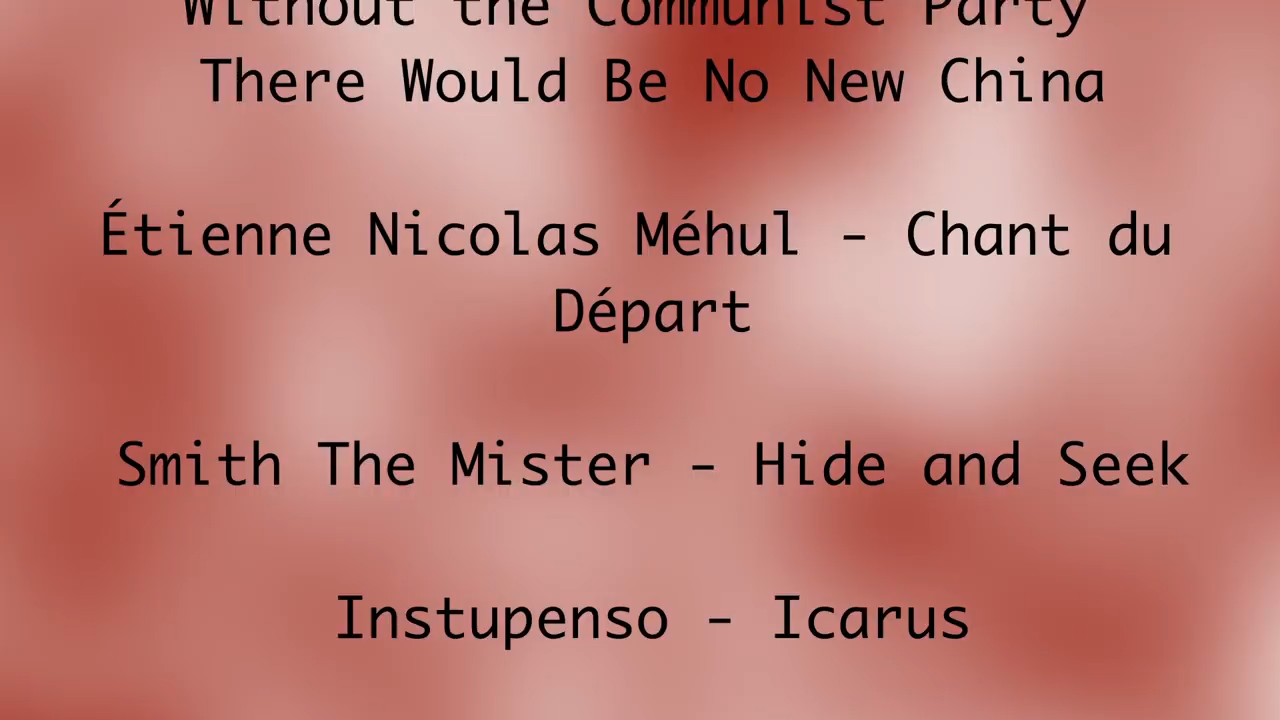 Without the Communist Party
There Would Be No New China
Étienne Nicolas Méhul - Chant du
Départ
Smith The Mister - Hide and Seek
Instupenso - Icarus